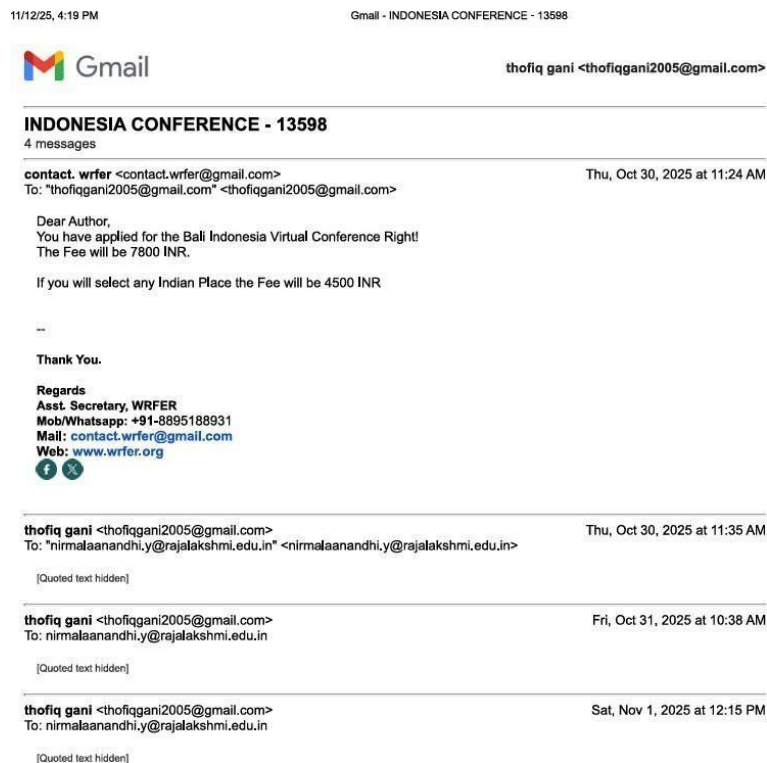 11/12/25, 4:19 PM
Gmail - INDONESIA CONFERENCE - 13598
Gmail
thofiq gani <thofiqgani2005@gmail.com>
INDONESIA CONFERENCE - 13598
4 messages
contact. wrfer <contact.wrfer@gmail.com>
Thu, Oct 30, 2025 at 11:24 AM
To: "thofiqgani2005@gmail.com" <thofiqgani2005@gmail.com>
Dear Author,
You have applied for the Bali Indonesia Virtual Conference Right!
The Fee will be 7800 INR.
If you will select any Indian Place the Fee will be 4500 INR
--
Thank You.
Regards
Asst. Secretary, WRFER
Mob/Whatsapp: +91-8895188931
Mail: contact.wrfer@gmail.com
Web: www.wrfer.org
thofiq gani <thofiqgani2005@gmail.com>
Thu, Oct 30, 2025 at 11:35 AM
To: "nirmalaanandhi.y@rajalakshmi.edu.in" <nirmalaanandhi.y@rajalakshmi.edu.in>
[Quoted text hidden]
thofiq gani <thofiqgani2005@gmail.com>
Fri, Oct 31, 2025 at 10:38 AM
To: nirmalaanandhi.y@rajalakshmi.edu.in
[Quoted text hidden]
thofiq gani <thofiqgani2005@gmail.com>
Sat, Nov 1, 2025 at 12:15 PM
To: nirmalaanandhi.y@rajalakshmi.edu.in
[Quoted text hidden]